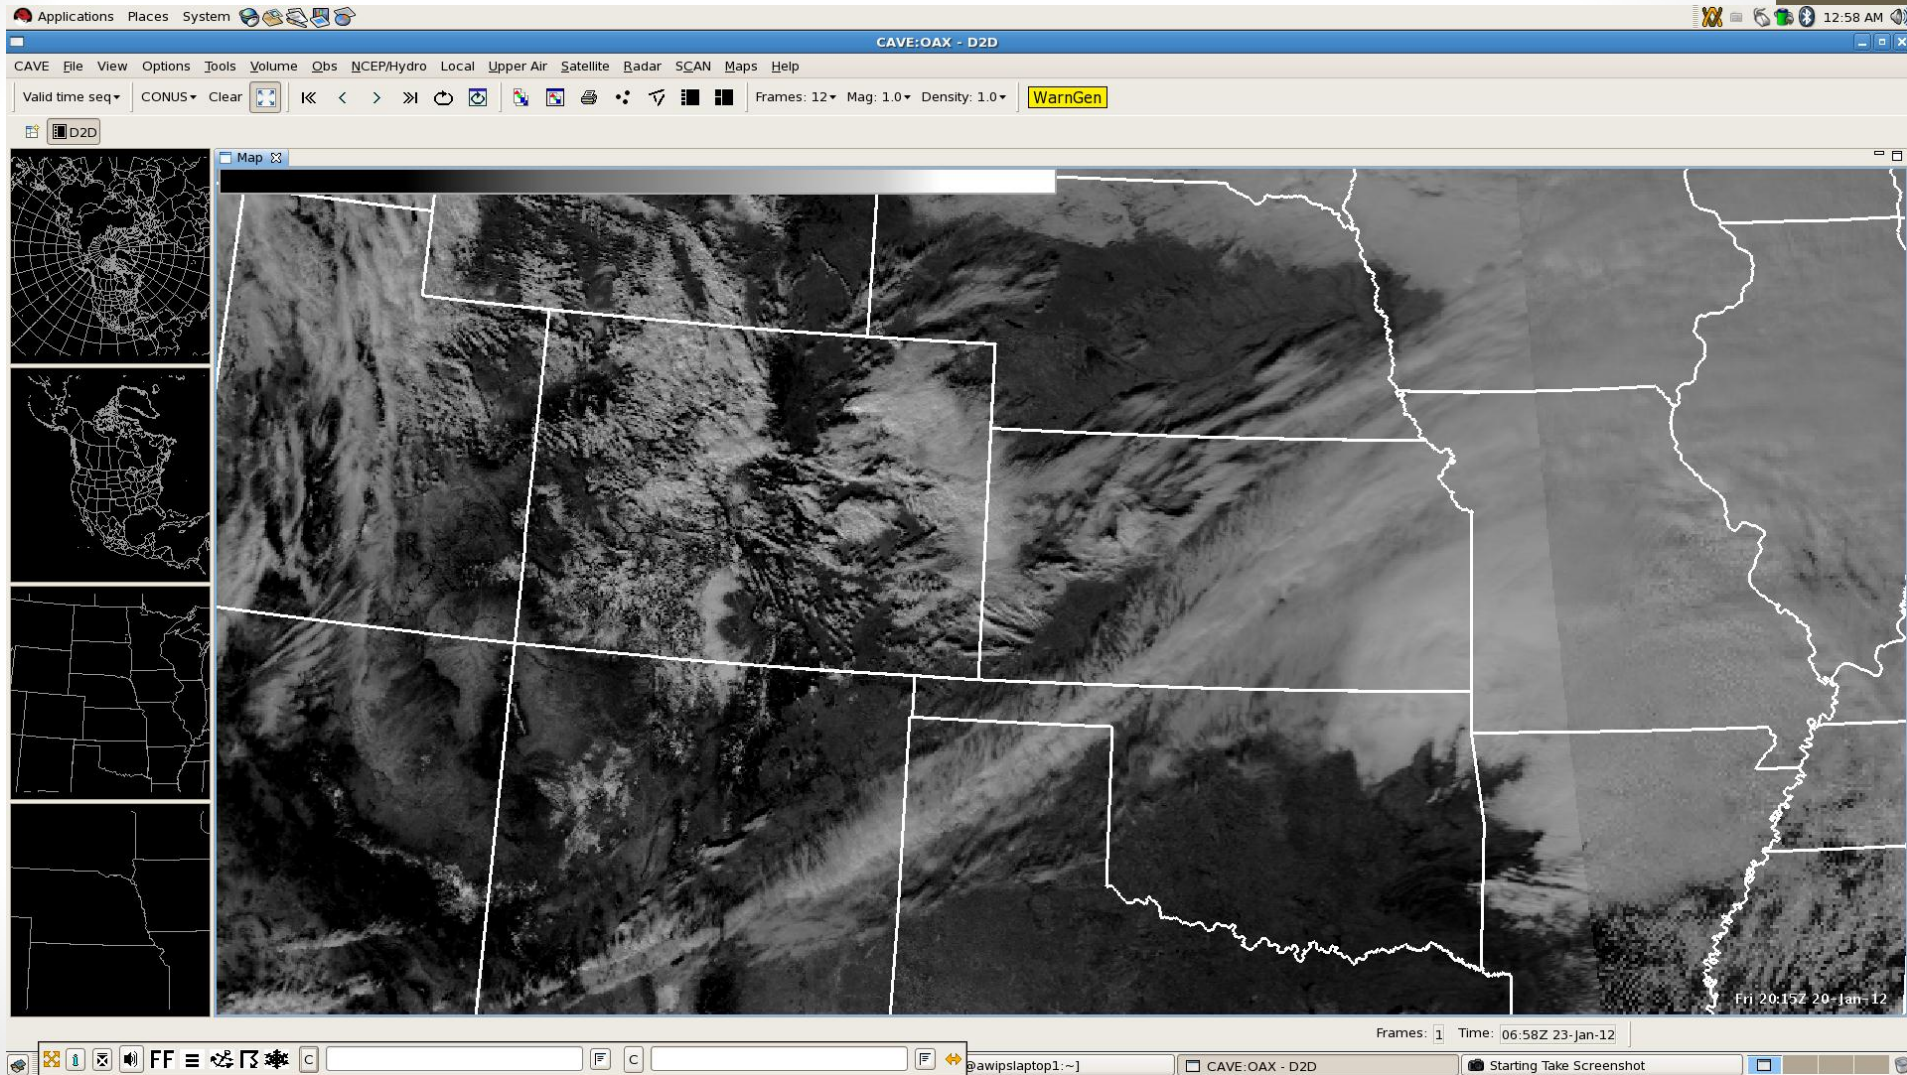 Applications Places System 12:58 AM
CAVE:OAX - D2D
CAVE File View Options Tools Volume Obs NCEP/Hydro Local Upper Air Satellite Radar SCAN Maps Help
Valid time seq CONUS Clear Frames: 12 Mag: 1.0 Density: 1.0 WarnGen
D2D
Map
Fri 20:15Z 20-Jan-12
Frames: 1 Time: 06:58Z 23-Jan-12
FF C C @awipslaptop1:~] CAVE:OAX - D2D Starting Take Screenshot